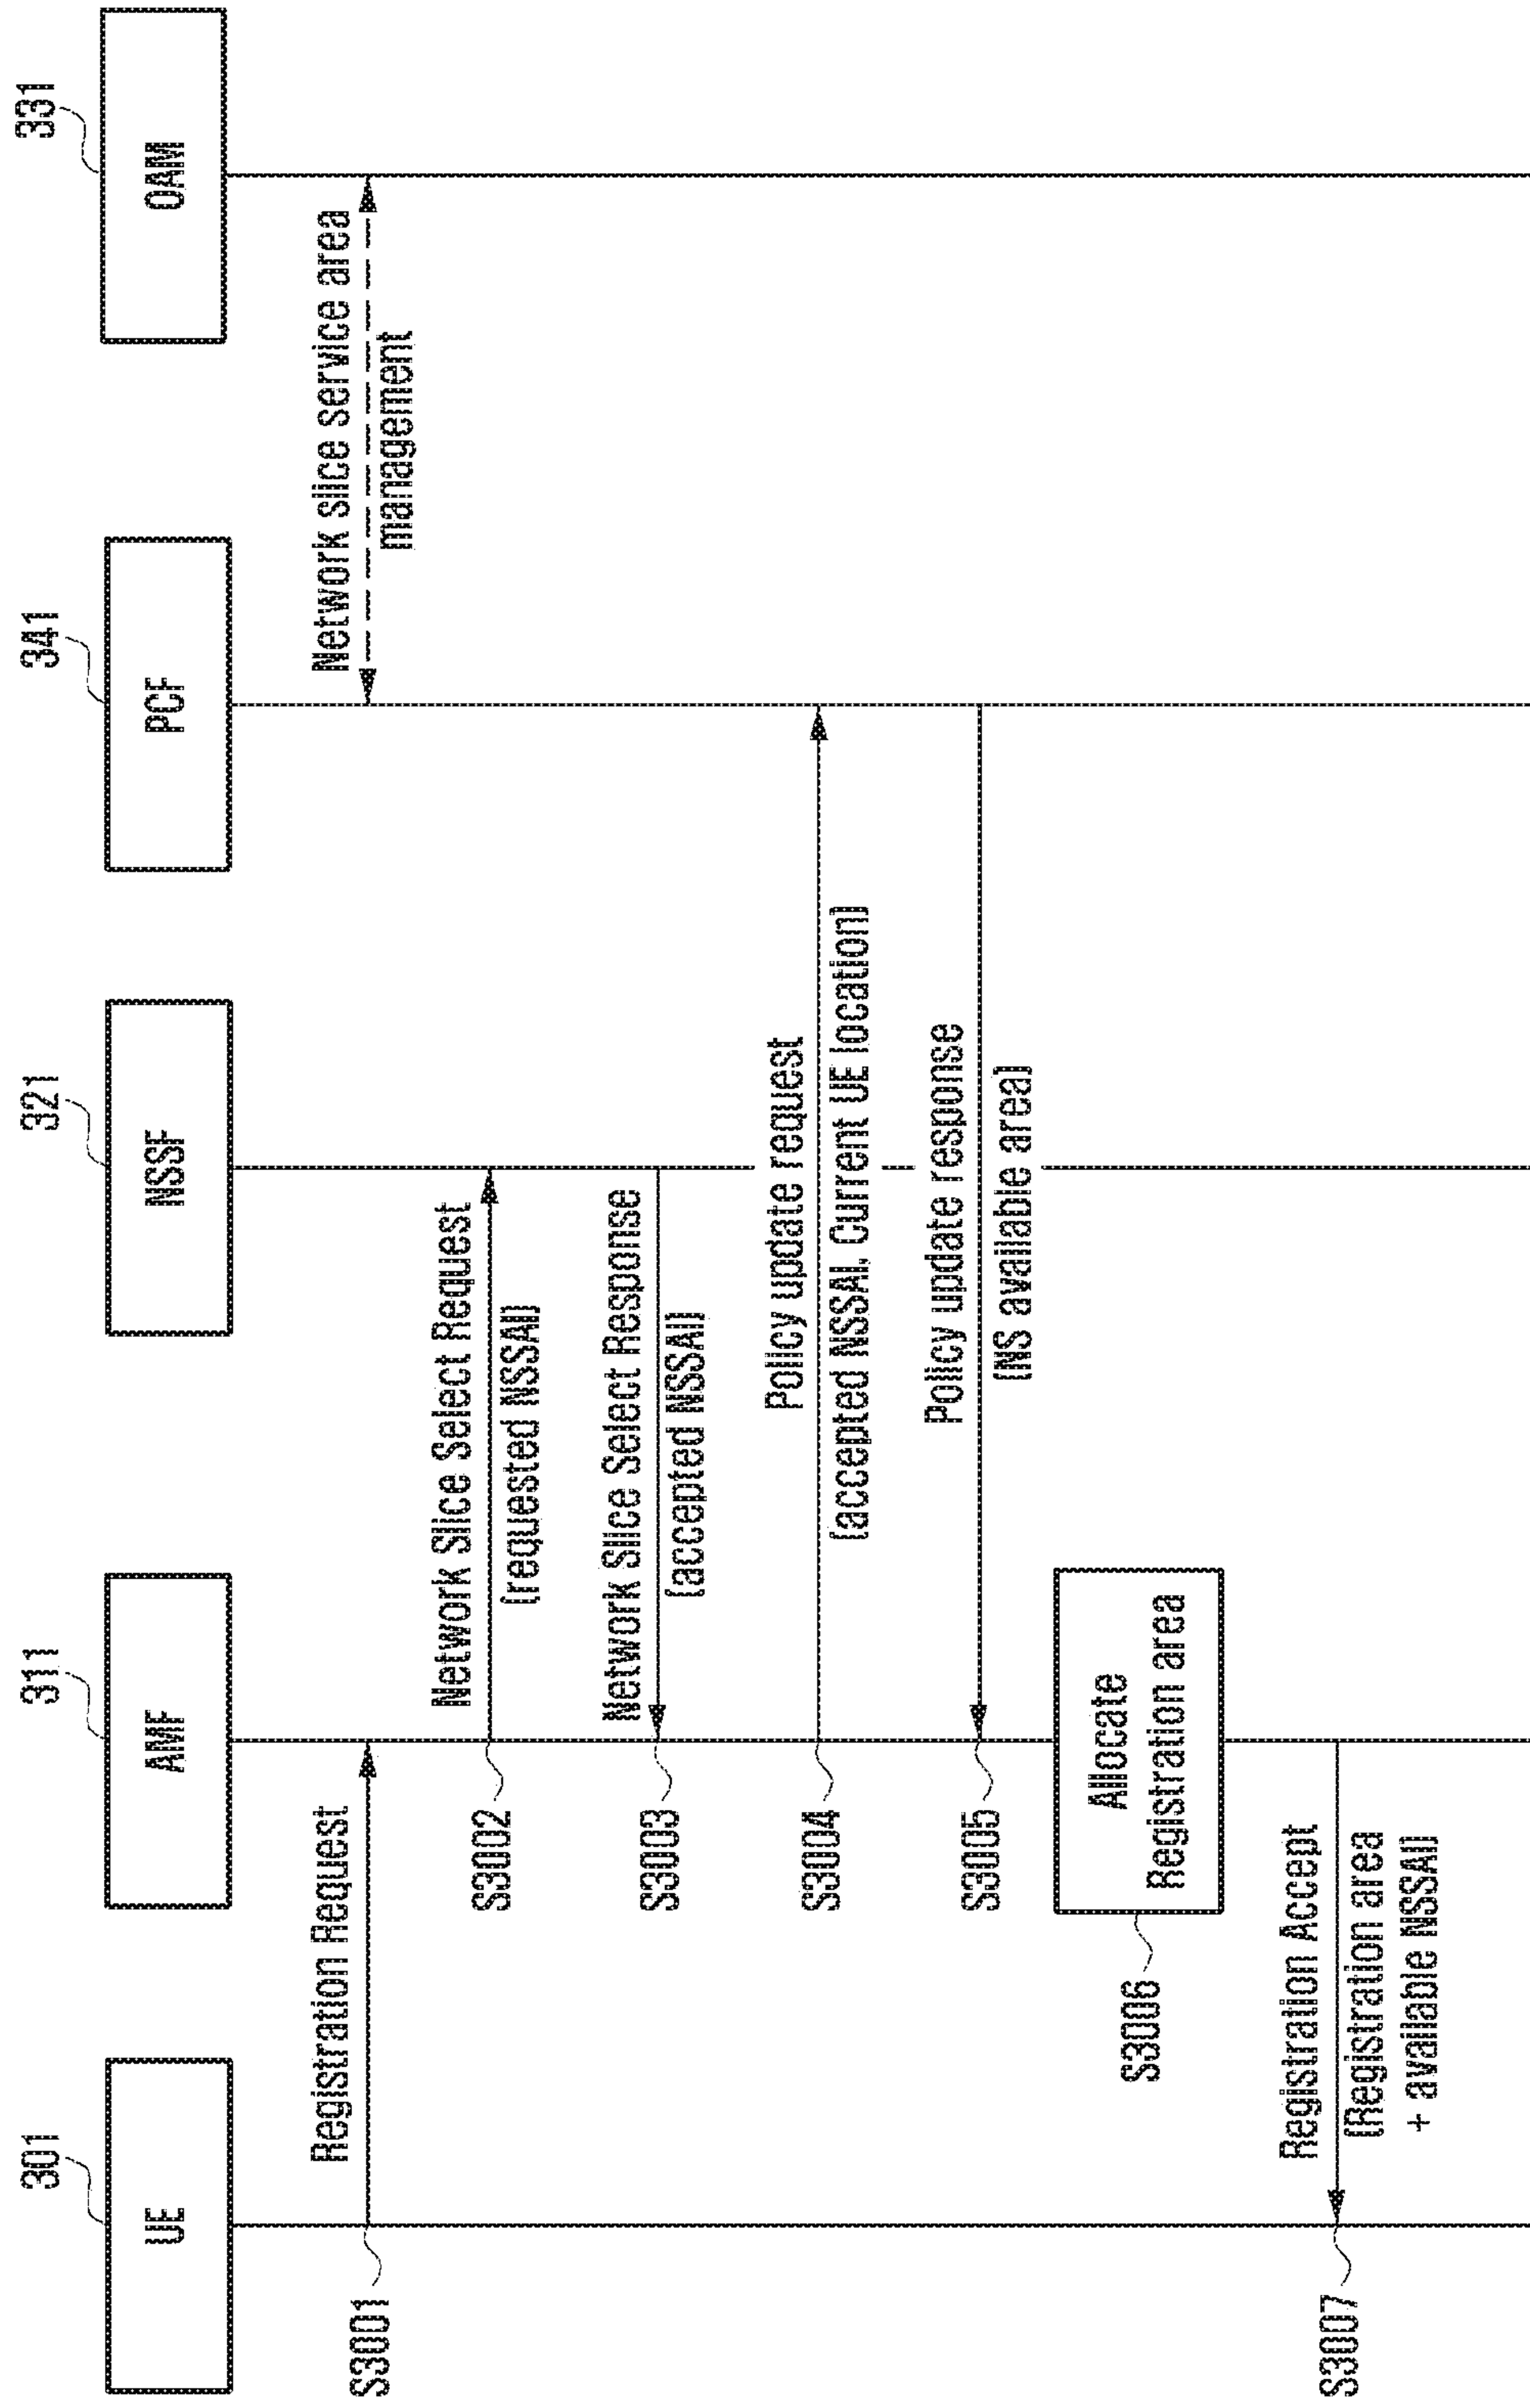 301
311
321
341
331
UE
AMF
NSSF
PCF
OAM
S3001
Registration Request
Network slice service area
management
S3002
Network Slice Select Request
(requested NSSAI)
S3003
Network Slice Select Response
(accepted NSSAI)
S3004
Policy update request
(accepted NSSAI, Current UE location)
S3005
Policy update response
(NS available area)
S3006
Allocate
Registration area
S3007
Registration Accept
(Registration area
+ available NSSAI)